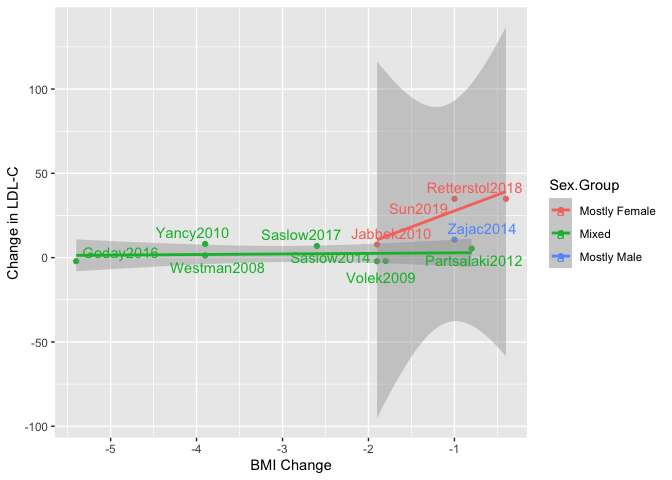 Change in LDL-C
100
50
0
-50
-100
Retterstol2018
Sun2019
Yancy2010
Saslow2017
Jabbek2010
Zajac2014
Goday2016
Westman2008
Saslow2014
Partsalaki2012
Volek2009
-5
-4
-3
-2
-1
BMI Change
Sex.Group
a Mostly Female
a Mixed
a Mostly Male